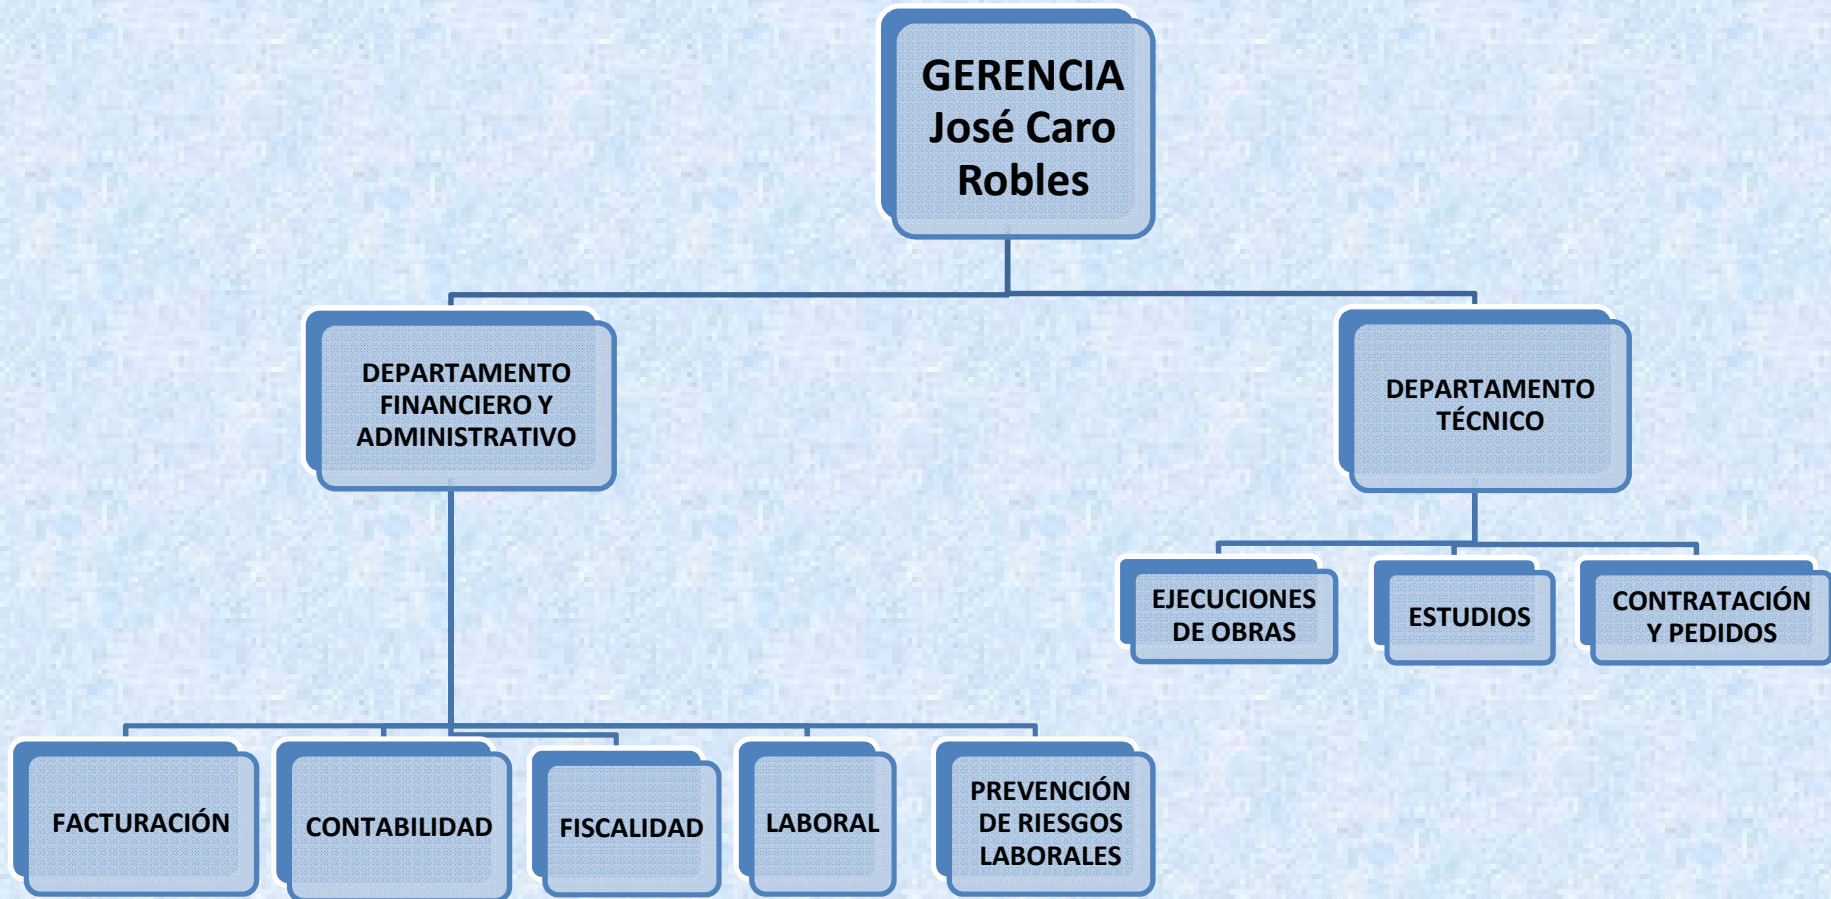 GERENCIA
José Caro
Robles
DEPARTAMENTO
FINANCIERO Y
ADMINISTRATIVO
DEPARTAMENTO
TÉCNICO
EJECUCIONES
DE OBRAS
ESTUDIOS
CONTRATACIÓN
Y PEDIDOS
FACTURACIÓN
CONTABILIDAD
FISCALIDAD
LABORAL
PREVENCIÓN
DE RIESGOS
LABORALES